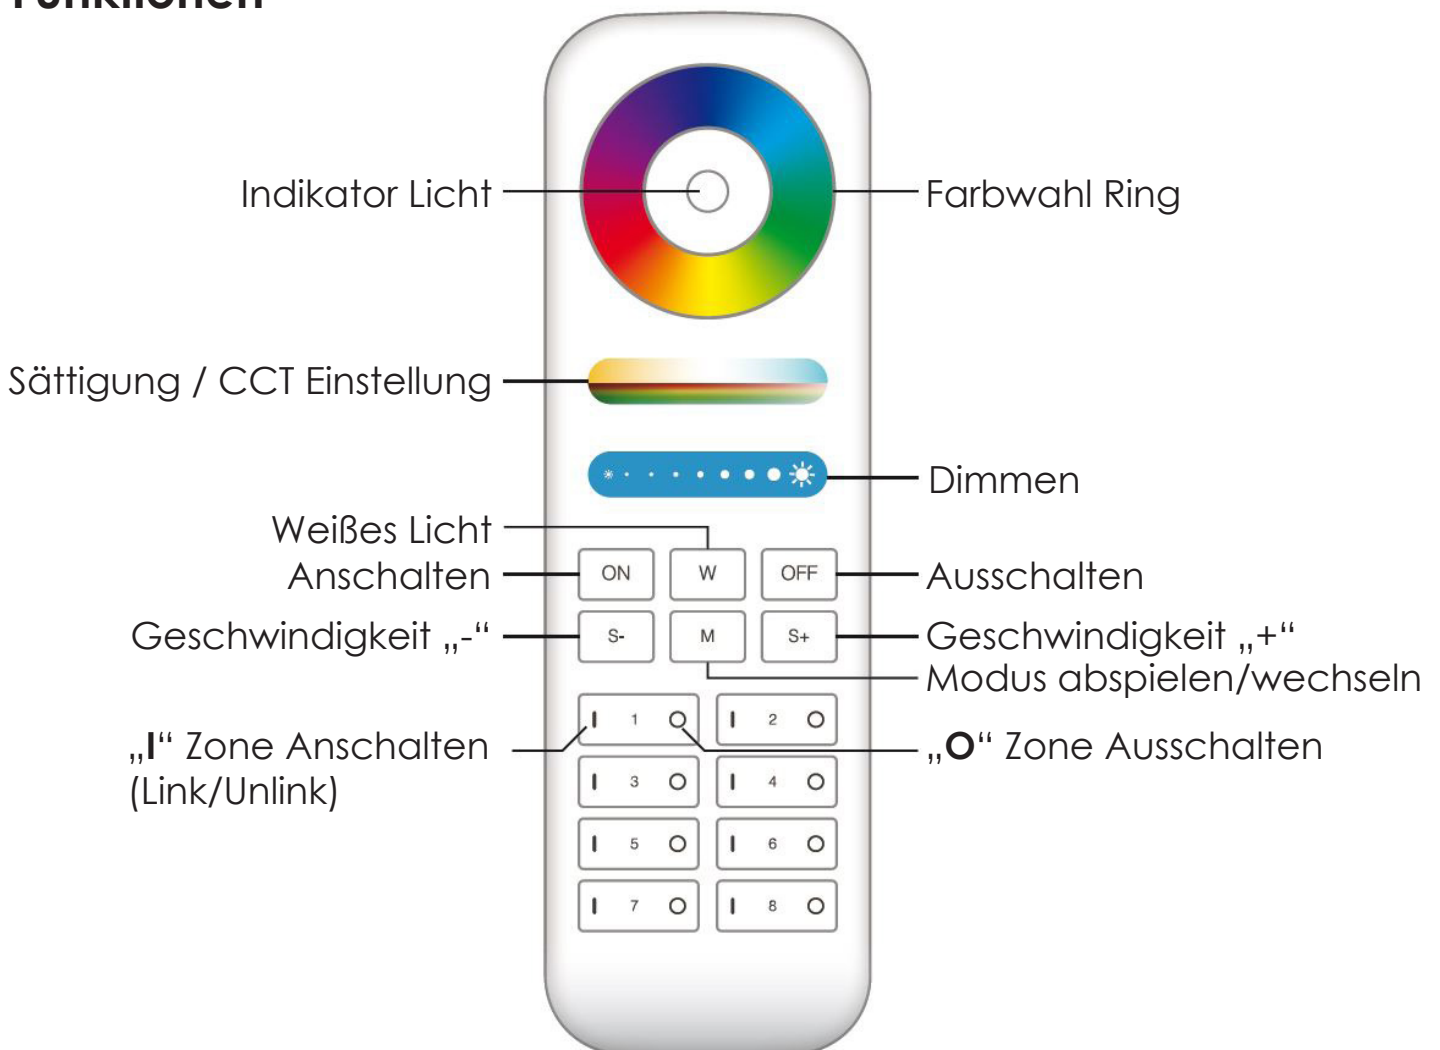 Funktionen
Indikator Licht
Farbwahl Ring
Sättigung / CCT Einstellung
Dimmen
Weißes Licht
Anschalten
ON
W
OFF
Ausschalten
Geschwindigkeit „-“
S-
M
S+
Geschwindigkeit „+“
Modus abspielen/wechseln
I 1 O
I 2 O
„I“ Zone Anschalten
(Link/Unlink)
„O“ Zone Ausschalten
I 3 O
I 4 O
I 5 O
I 6 O
I 7 O
I 8 O